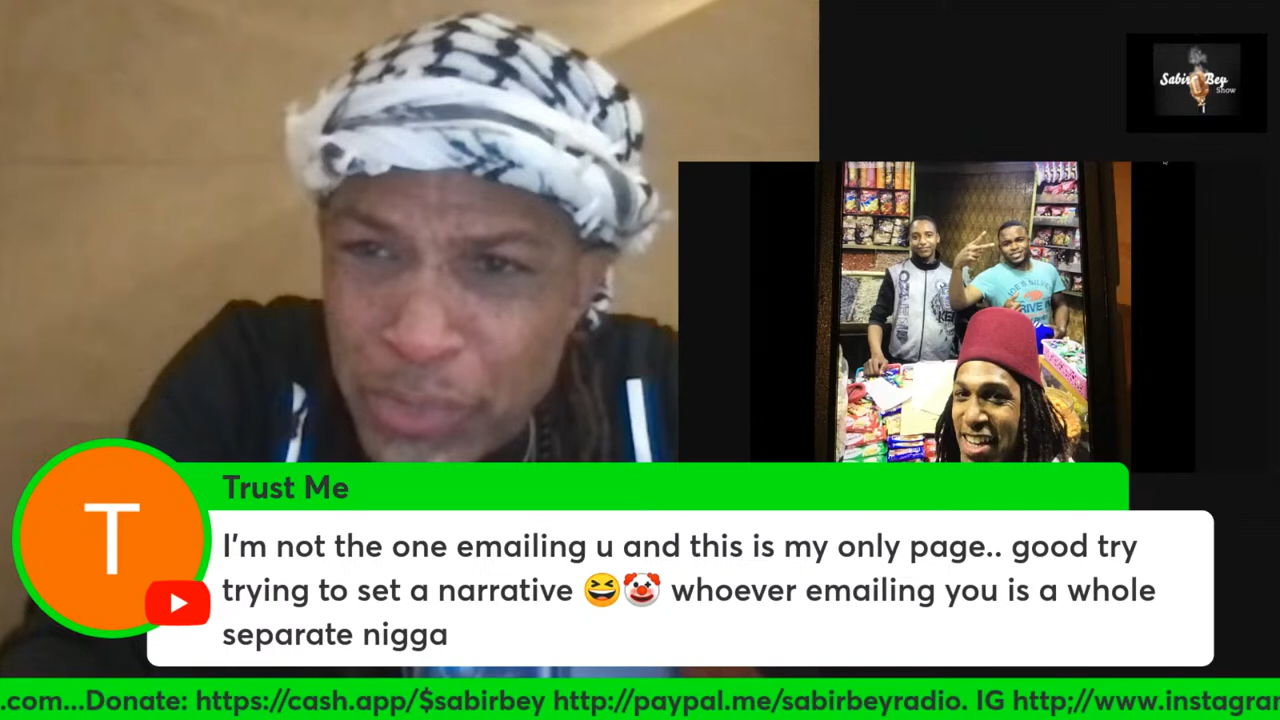 Sabir Bey
Show
Trust Me
T
I'm not the one emailing u and this is my only page.. good try
trying to set a narrative 😆🤡 whoever emailing you is a whole
separate nigga
.com...Donate: https://cash.app/$sabirbey http://paypal.me/sabirbeyradio. IG http;//www.instagra